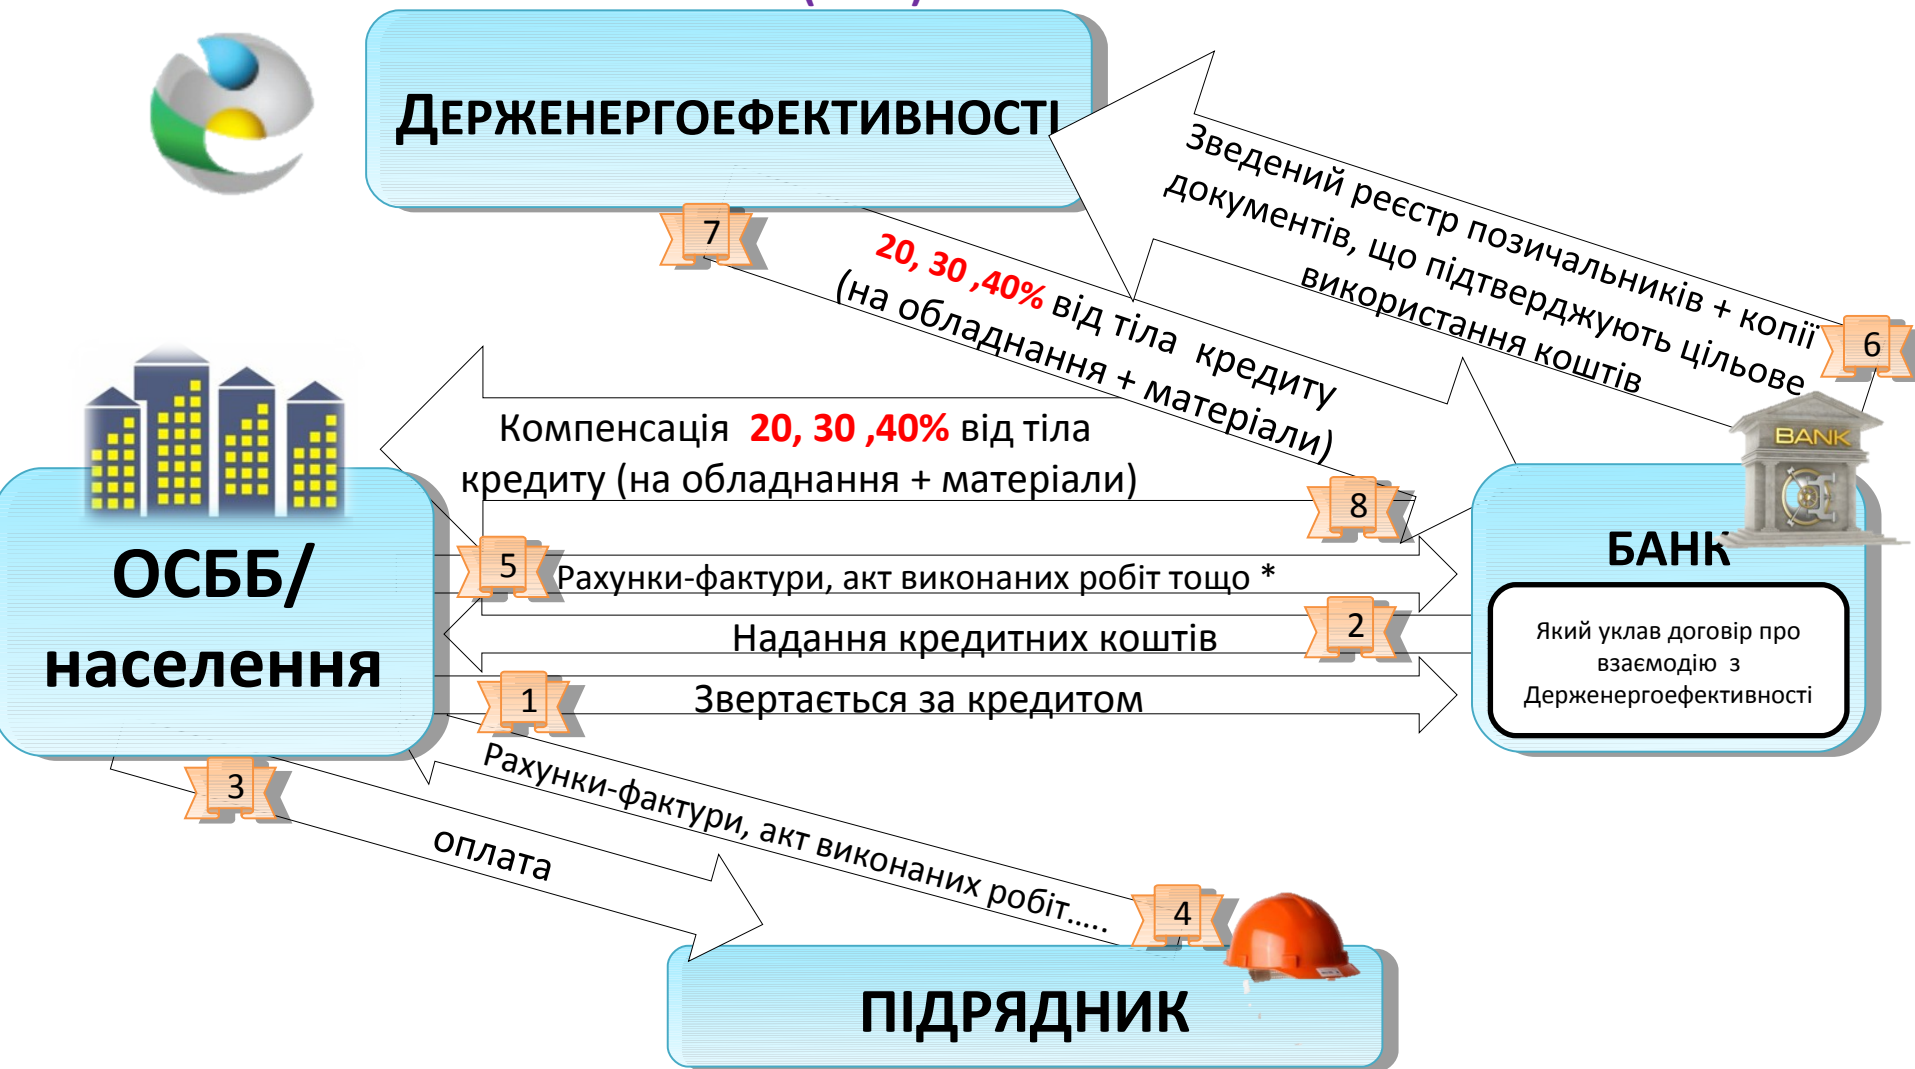 ДЕРЖЕНЕРГОЕФЕКТИВНОСТІ
Зведений реєстр позичальників + копії
документів, що підтверджують цільове
використання коштів
6
7
20, 30 ,40% від тіла кредиту
(на обладнання + матеріали)
Компенсація 20, 30 ,40% від тіла
кредиту (на обладнання + матеріали)
8
BANK
БАНК
Який уклав договір про
взаємодію з
Держенергоефективності
ОСББ/
населення
5
Рахунки-фактури, акт виконаних робіт тощо *
2
Надання кредитних коштів
1
Звертається за кредитом
Рахунки-фактури, акт виконаних робіт.....
3
оплата
4
ПІДРЯДНИК